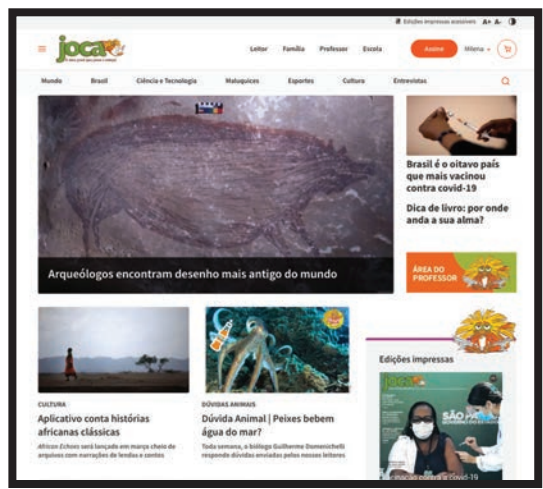 Edições impressas acessíveis A+ A-
joca
Leitor Família Professor Escola Assine Milena
Mundo Brasil Ciência e Tecnologia Maluquices Esportes Cultura Entrevistas
Arqueólogos encontram desenho mais antigo do mundo
Brasil é o oitavo país
que mais vacinou
contra covid-19
Dica de livro: por onde
anda a sua alma?
ÁREA DO
PROFESSOR
CULTURA
Aplicativo conta histórias
africanas clássicas
African Echoes será lançado em março cheio de
arquivos com narrações de lendas e contos
DÚVIDAS ANIMAIS
Dúvida Animal | Peixes bebem
água do mar?
Toda semana, o biólogo Guilherme Domenichelli
responde dúvidas enviadas pelos nossos leitores
Edições impressas
joca
SÃO
contra a covid-19